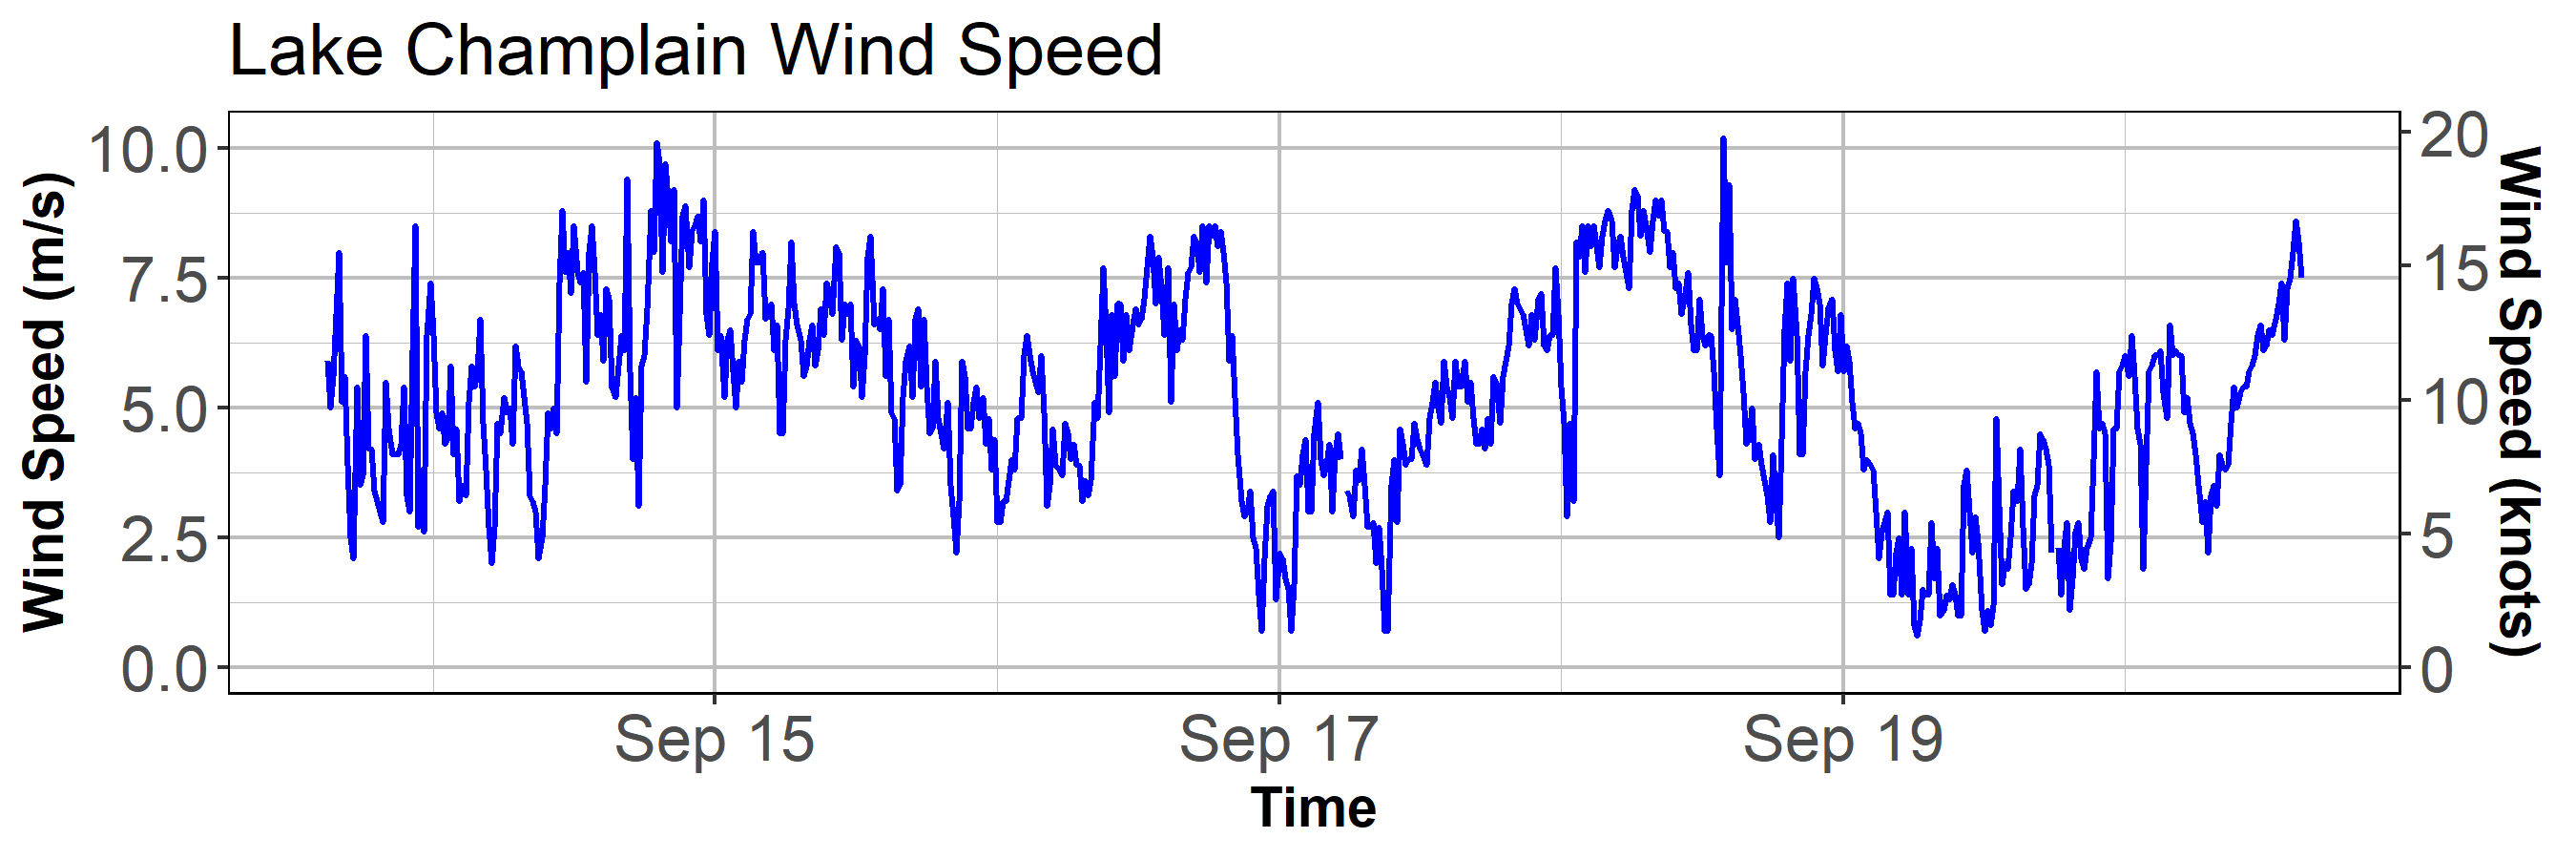 Lake Champlain Wind Speed
Wind Speed (m/s)
10.0
7.5
5.0
2.5
0.0
20
15
10
5
0
Wind Speed (knots)
Sep 15
Sep 17
Sep 19
Time